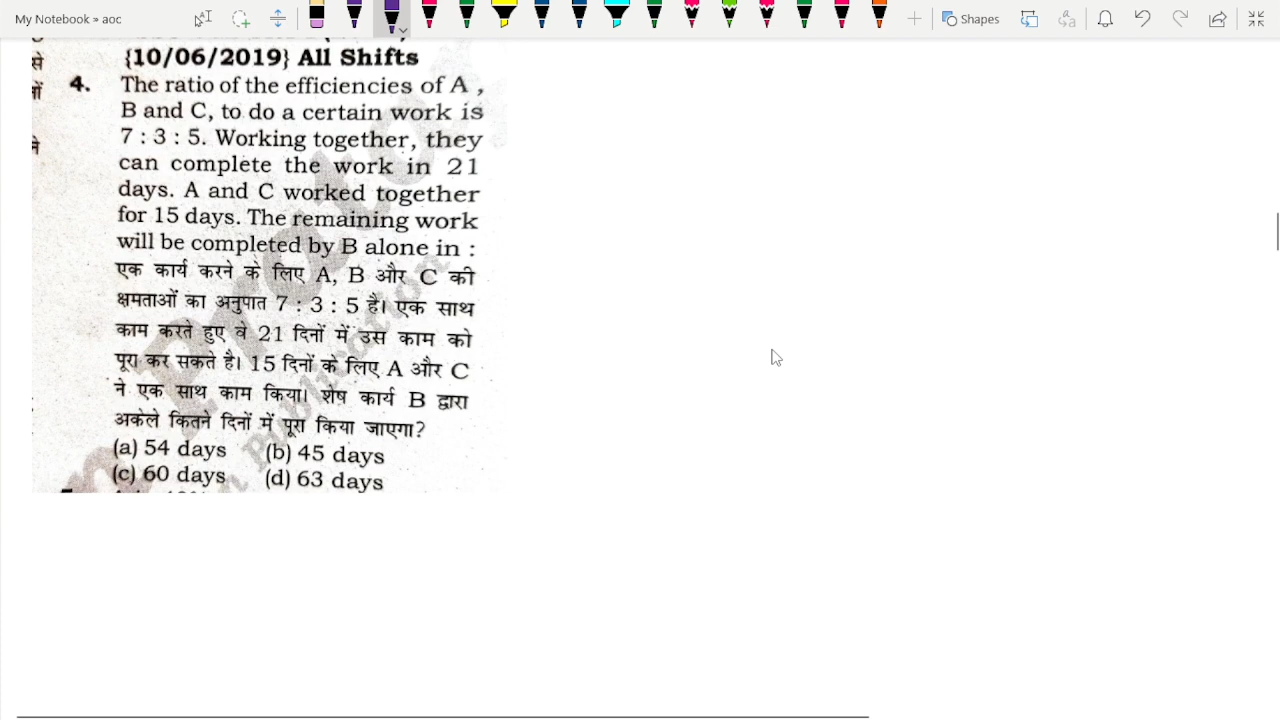 My Notebook » aoc
Shapes
{10/06/2019} All Shifts
4. The ratio of the efficiencies of A ,
B and C, to do a certain work is
7 : 3 : 5. Working together, they
can complete the work in 21
days. A and C worked together
for 15 days. The remaining work
will be completed by B alone in :
एक कार्य करने के लिए A, B और C की
क्षमताओं का अनुपात 7 : 3 : 5 है। एक साथ
काम करते हुए वे 21 दिनों में उस काम को
पूरा कर सकते है। 15 दिनों के लिए A और C
ने एक साथ काम किया। शेष कार्य B द्वारा
अकेले कितने दिनों में पूरा किया जाएगा?
(a) 54 days (b) 45 days
(c) 60 days (d) 63 days